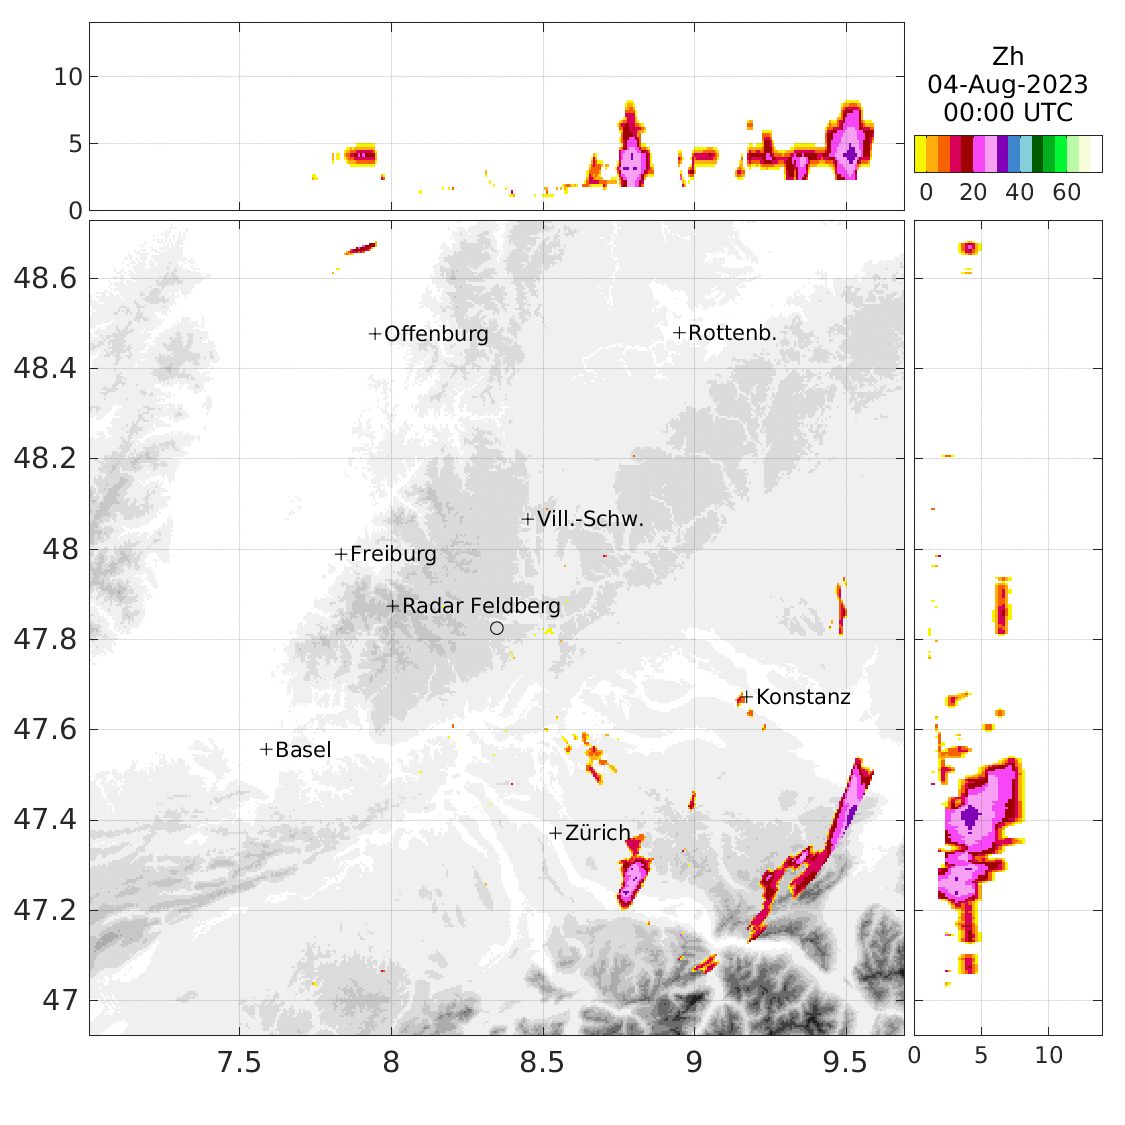 Zh
04-Aug-2023
00:00 UTC
10
5
0
0 20 40 60
48.6
48.4
48.2
48
47.8
47.6
47.4
47.2
47
Offenburg
Rottenb.
Vill.-Schw.
Freiburg
Radar Feldberg
Konstanz
Basel
Zürich
7.5 8 8.5 9 9.5
0 5 10